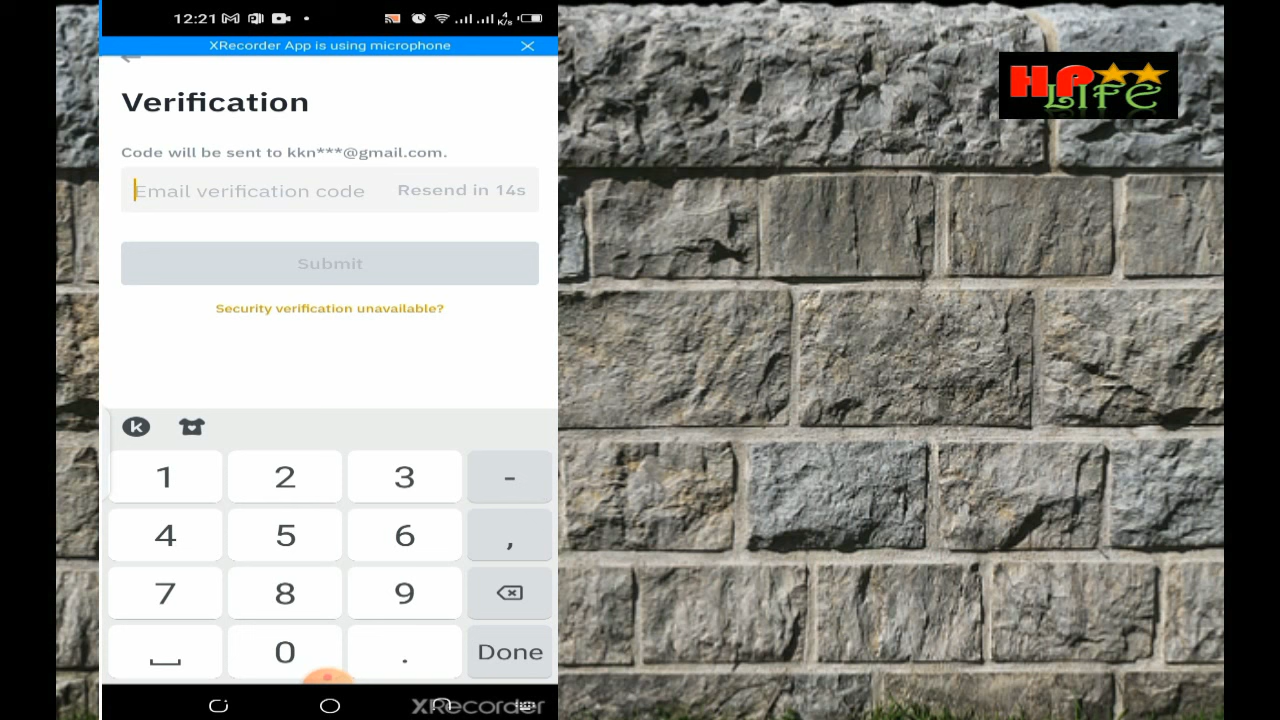 12:21
4
K/s
XRecorder App is using microphone
HP
LIFE
Verification
Code will be sent to kkn***@gmail.com.
Email verification code Resend in 14s
Submit
Security verification unavailable?
K
1 2 3 -
4 5 6 ,
7 8 9
0 . Done
XRecorder